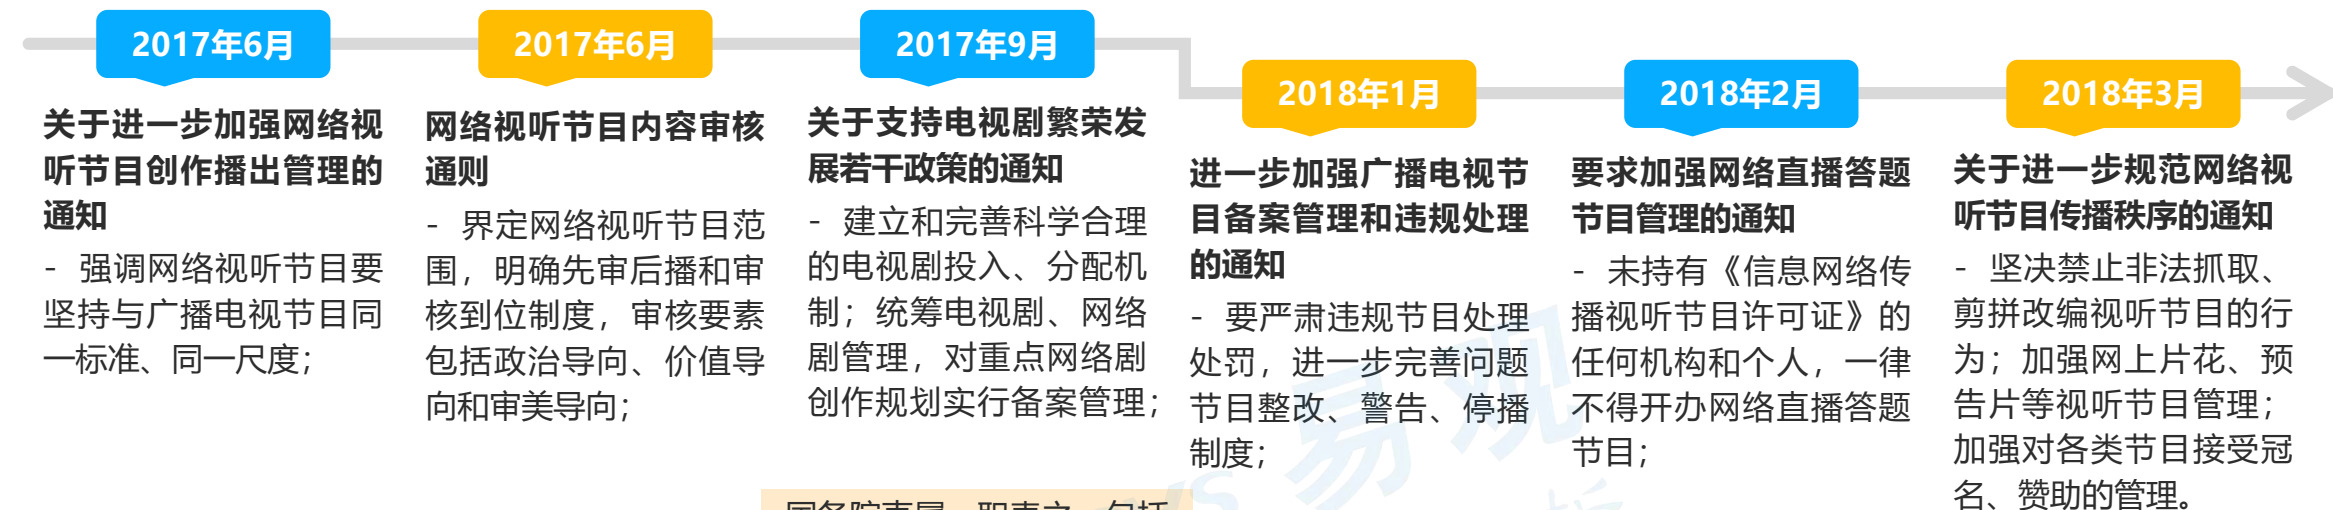 2017年6月
关于进一步加强网络视
听节目创作播出管理的
通知
- 强调网络视听节目要
坚持与广播电视节目同
一标准、同一尺度；
2017年6月
网络视听节目内容审核
通则
- 界定网络视听节目范
围，明确先审后播和审
核到位制度，审核要素
包括政治导向、价值导
向和审美导向；
2017年9月
关于支持电视剧繁荣发
展若干政策的通知
- 建立和完善科学合理
的电视剧投入、分配机
制；统筹电视剧、网络
剧管理，对重点网络剧
创作规划实行备案管理；
2018年1月
进一步加强广播电视节
目备案管理和违规处理
的通知
- 要严肃违规节目处理
处罚，进一步完善问题
节目整改、警告、停播
制度；
2018年2月
要求加强网络直播答题
节目管理的通知
- 未持有《信息网络传
播视听节目许可证》的
任何机构和个人，一律
不得开办网络直播答题
节目；
2018年3月
关于进一步规范网络视
听节目传播秩序的通知
- 坚决禁止非法抓取、
剪拼改编视听节目的行
为；加强网上片花、预
告片等视听节目管理；
加强对各类节目接受冠
名、赞助的管理。
易观